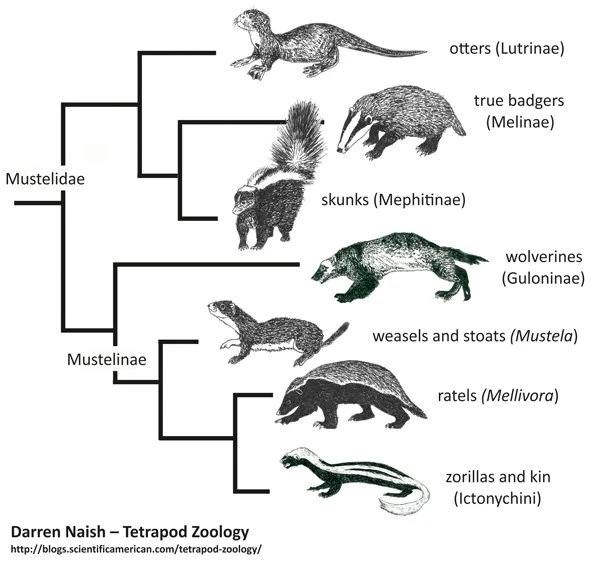 otters (Lutrinae)
true badgers
(Melinae)
Mustelidae
skunks (Mephitinae)
wolverines
(Guloninae)
weasels and stoats (Mustela)
Mustelinae
ratels (Mellivora)
zorillas and kin
(Ictonychini)
Darren Naish – Tetrapod Zoology
http://blogs.scientificamerican.com/tetrapod-zoology/